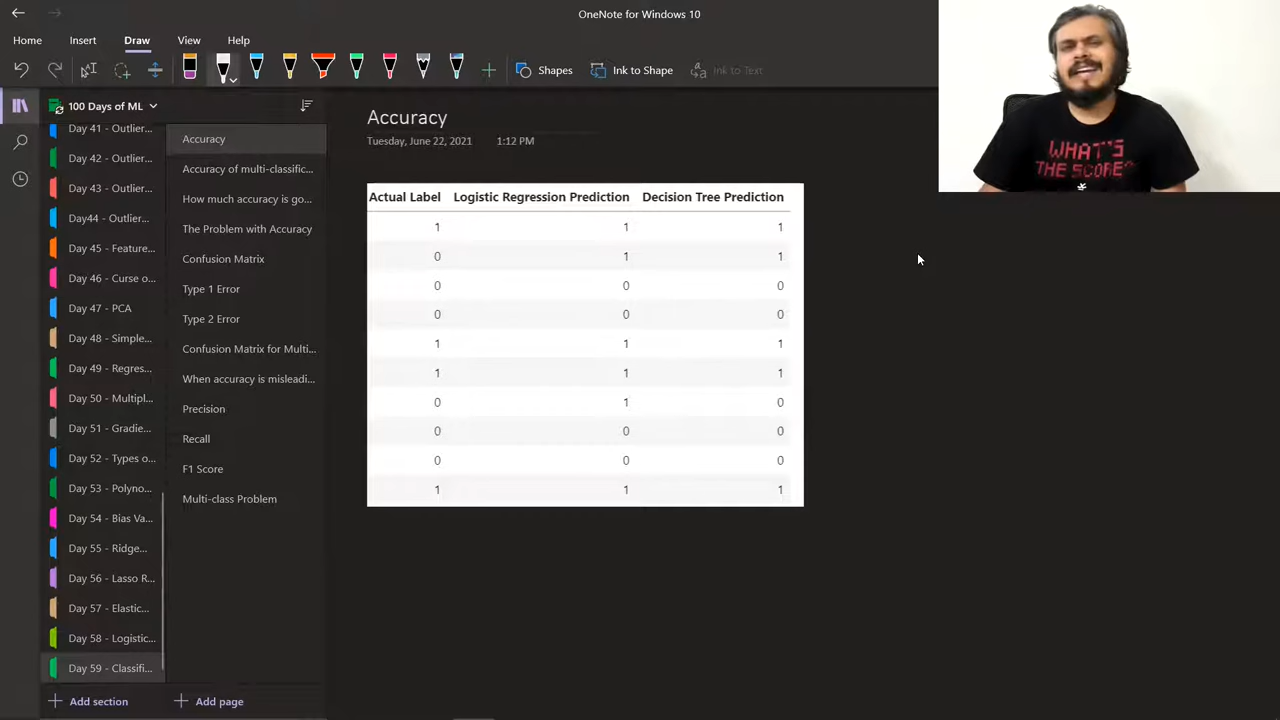 OneNote for Windows 10
Home Insert Draw View Help
Shapes Ink to Shape Ink to Text
100 Days of ML
Day 41 - Outlier...
Day 42 - Outlier...
Day 43 - Outlier...
Day44 - Outlier...
Day 45 - Feature...
Day 46 - Curse o...
Day 47 - PCA
Day 48 - Simple...
Day 49 - Regres...
Day 50 - Multipl...
Day 51 - Gradie...
Day 52 - Types o...
Day 53 - Polyno...
Day 54 - Bias Va...
Day 55 - Ridge...
Day 56 - Lasso R...
Day 57 - Elastic...
Day 58 - Logistic...
Day 59 - Classifi...
Add section
Accuracy
Accuracy of multi-classific...
How much accuracy is go...
The Problem with Accuracy
Confusion Matrix
Type 1 Error
Type 2 Error
Confusion Matrix for Multi...
When accuracy is misleadi...
Precision
Recall
F1 Score
Multi-class Problem
Add page
Accuracy
Tuesday, June 22, 2021 1:12 PM
Actual Label Logistic Regression Prediction Decision Tree Prediction
1 1 1
0 1 1
0 0 0
0 0 0
1 1 1
1 1 1
0 1 0
0 0 0
0 0 0
1 1 1
WHAT'S
THE SCORE?